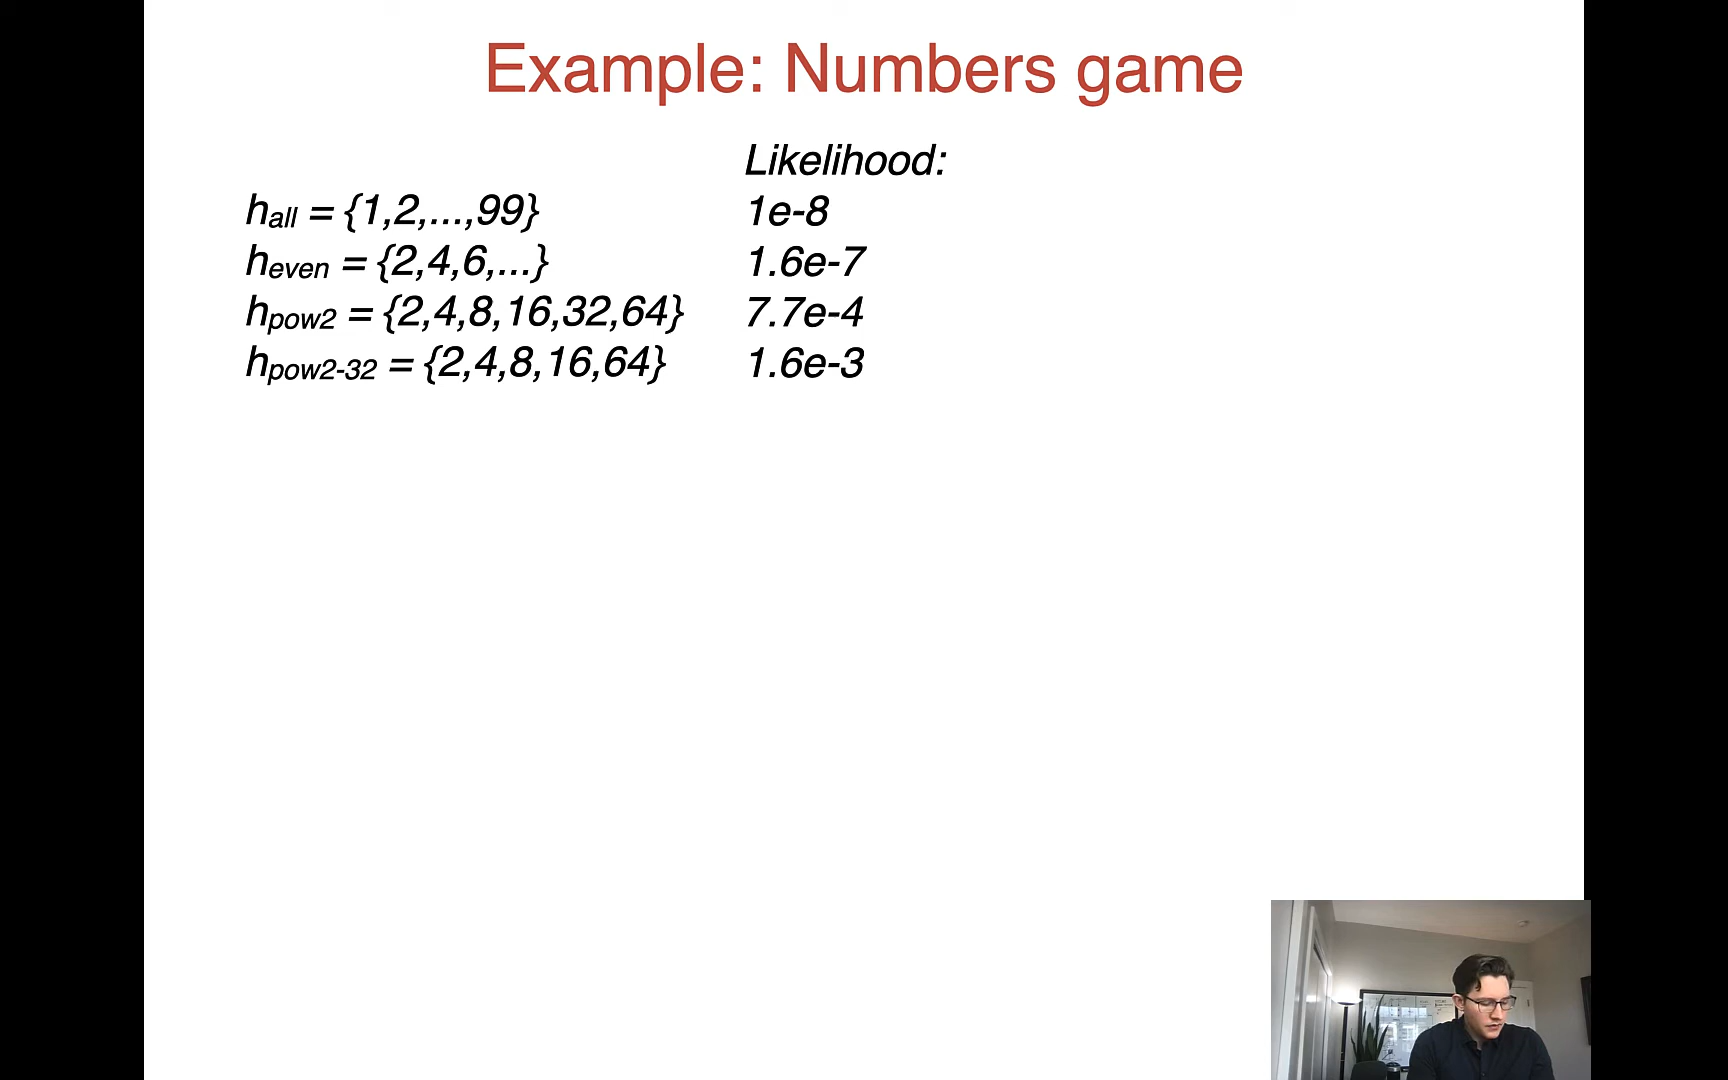 Example: Numbers game
Likelihood:
hall = {1,2,...,99} 1e-8
heven = {2,4,6,...} 1.6e-7
hpow2 = {2,4,8,16,32,64} 7.7e-4
hpow2-32 = {2,4,8,16,64} 1.6e-3